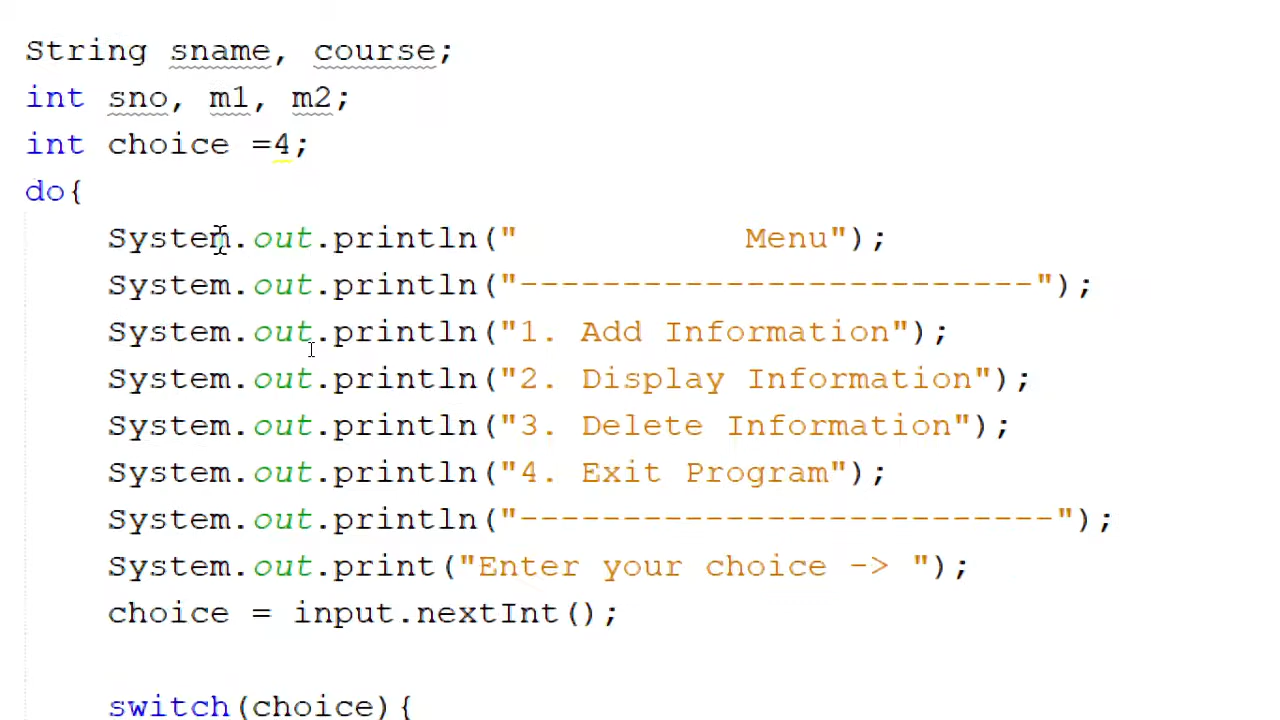 String sname, course;
int sno, m1, m2;
int choice =4;
do{
System.out.println("           Menu");
System.out.println("-------------------------");
System.out.println("1. Add Information");
System.out.println("2. Display Information");
System.out.println("3. Delete Information");
System.out.println("4. Exit Program");
System.out.println("--------------------------");
System.out.print("Enter your choice -> ");
choice = input.nextInt();
switch(choice){